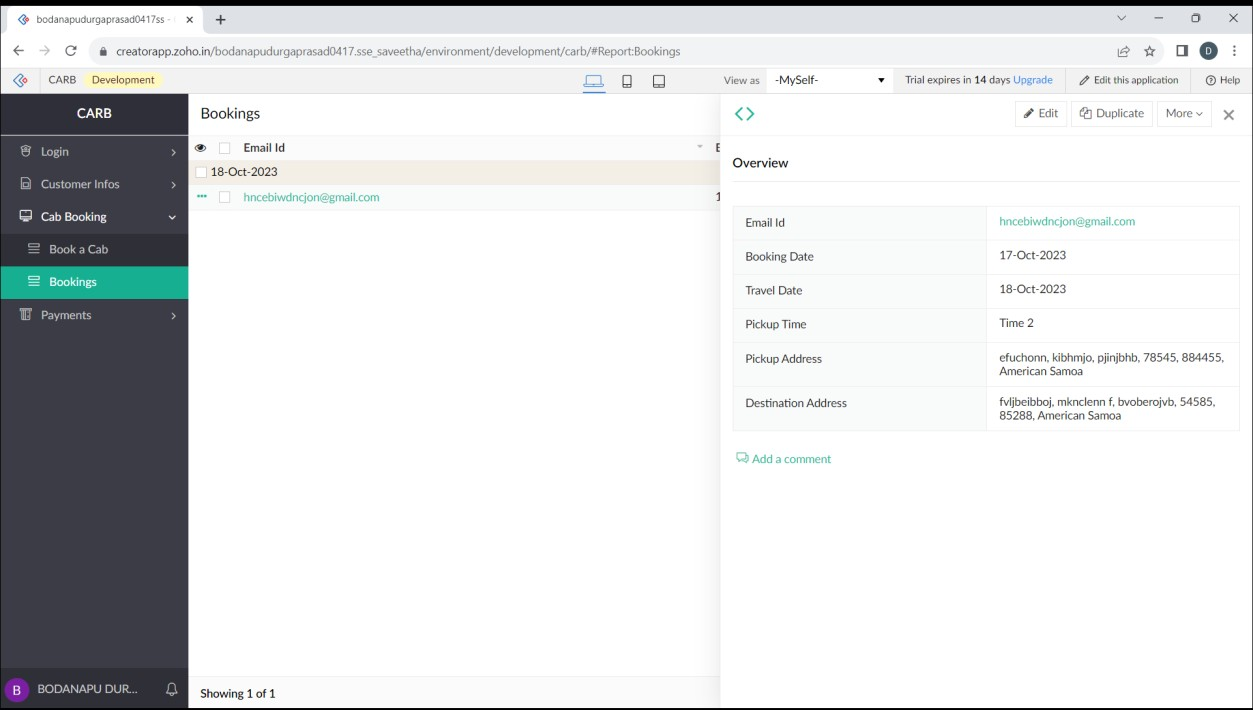 bodanapudurgaprasad0417ss -
creatorapp.zoho.in/bodanapudurgaprasad0417.sse_saveetha/environment/development/carb/#Report:Bookings
D
CARB Development
View as -MySelf-
Trial expires in 14 days Upgrade
Edit this application
Help
CARB
Login
Customer Infos
Cab Booking
Book a Cab
Bookings
Payments
B BODANAPU DUR...
Bookings
Email Id
18-Oct-2023
hncebiwdncjon@gmail.com
Showing 1 of 1
Edit Duplicate More
Overview
Email Id hncebiwdncjon@gmail.com
Booking Date 17-Oct-2023
Travel Date 18-Oct-2023
Pickup Time Time 2
Pickup Address efuchonn, kibhmjo, pjinjbhb, 78545, 884455,
American Samoa
Destination Address fvljbeibboj, mknclenn f, bvoberojvb, 54585,
85288, American Samoa
Add a comment